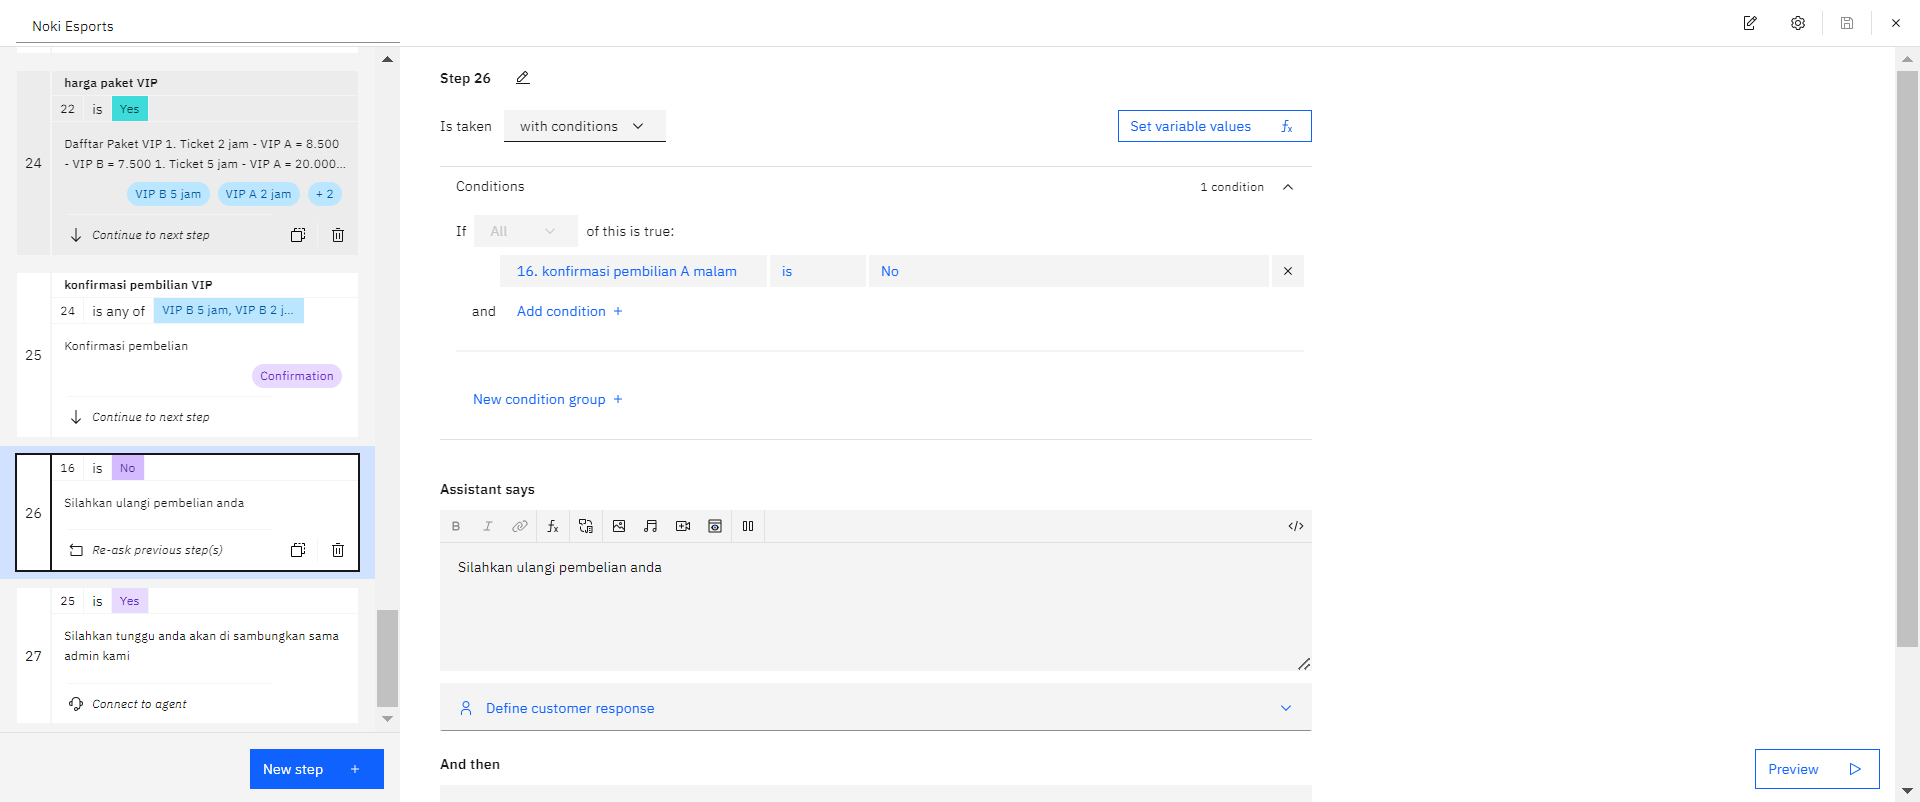 Noki Esports
harga paket VIP
22 is Yes
24
Dafftar Paket VIP 1. Ticket 2 jam - VIP A = 8.500
- VIP B = 7.500 1. Ticket 5 jam - VIP A = 20.000...
VIP B 5 jam VIP A 2 jam + 2
Continue to next step
konfirmasi pembilian VIP
24 is any of VIP B 5 jam, VIP B 2 j...
25
Konfirmasi pembelian
Confirmation
Continue to next step
16 is No
26
Silahkan ulangi pembelian anda
Re-ask previous step(s)
25 is Yes
27
Silahkan tunggu anda akan di sambungkan sama
admin kami
Connect to agent
New step +
Step 26
Is taken with conditions
Set variable values fx
Conditions
1 condition
If All of this is true:
16. konfirmasi pembilian A malam is No
and Add condition +
New condition group +
Assistant says
B I fx </>
Silahkan ulangi pembelian anda
Define customer response
And then
Preview